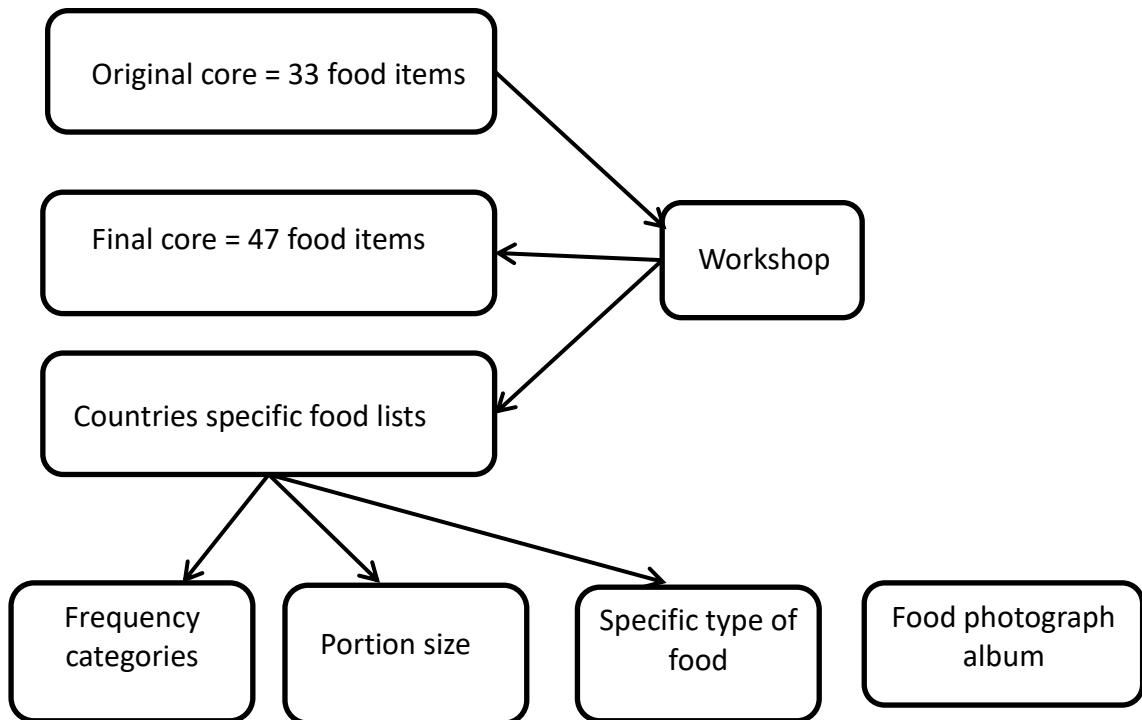 Original core = 33 food items
Final core = 47 food items
Workshop
Countries specific food lists
Frequency
categories
Portion size
Specific type of
food
Food photograph
album